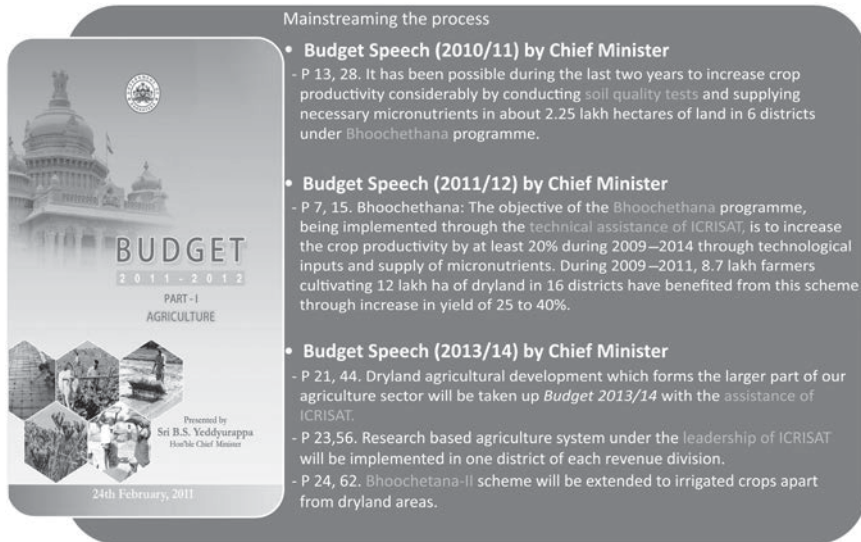 Mainstreaming the process
• Budget Speech (2010/11) by Chief Minister
- P 13, 28. It has been possible during the last two years to increase crop
productivity considerably by conducting soil quality tests and supplying
necessary micronutrients in about 2.25 lakh hectares of land in 6 districts
under Bhoochethana programme.
• Budget Speech (2011/12) by Chief Minister
- P 7, 15. Bhoochethana: The objective of the Bhoochethana programme,
being implemented through the technical assistance of ICRISAT, is to increase
the crop productivity by at least 20% during 2009–2014 through technological
inputs and supply of micronutrients. During 2009–2011, 8.7 lakh farmers
cultivating 12 lakh ha of dryland in 16 districts have benefited from this scheme
through increase in yield of 25 to 40%.
• Budget Speech (2013/14) by Chief Minister
- P 21, 44. Dryland agricultural development which forms the larger part of our
agriculture sector will be taken up Budget 2013/14 with the assistance of
ICRISAT.
- P 23,56. Research based agriculture system under the leadership of ICRISAT
will be implemented in one district of each revenue division.
- P 24, 62. Bhoochetana-II scheme will be extended to irrigated crops apart
from dryland areas.
BUDGET
2011-2012
PART-I
AGRICULTURE
Presented by
Sri B.S. Yeddyurappa
Hon'ble Chief Minister
24th February, 2011